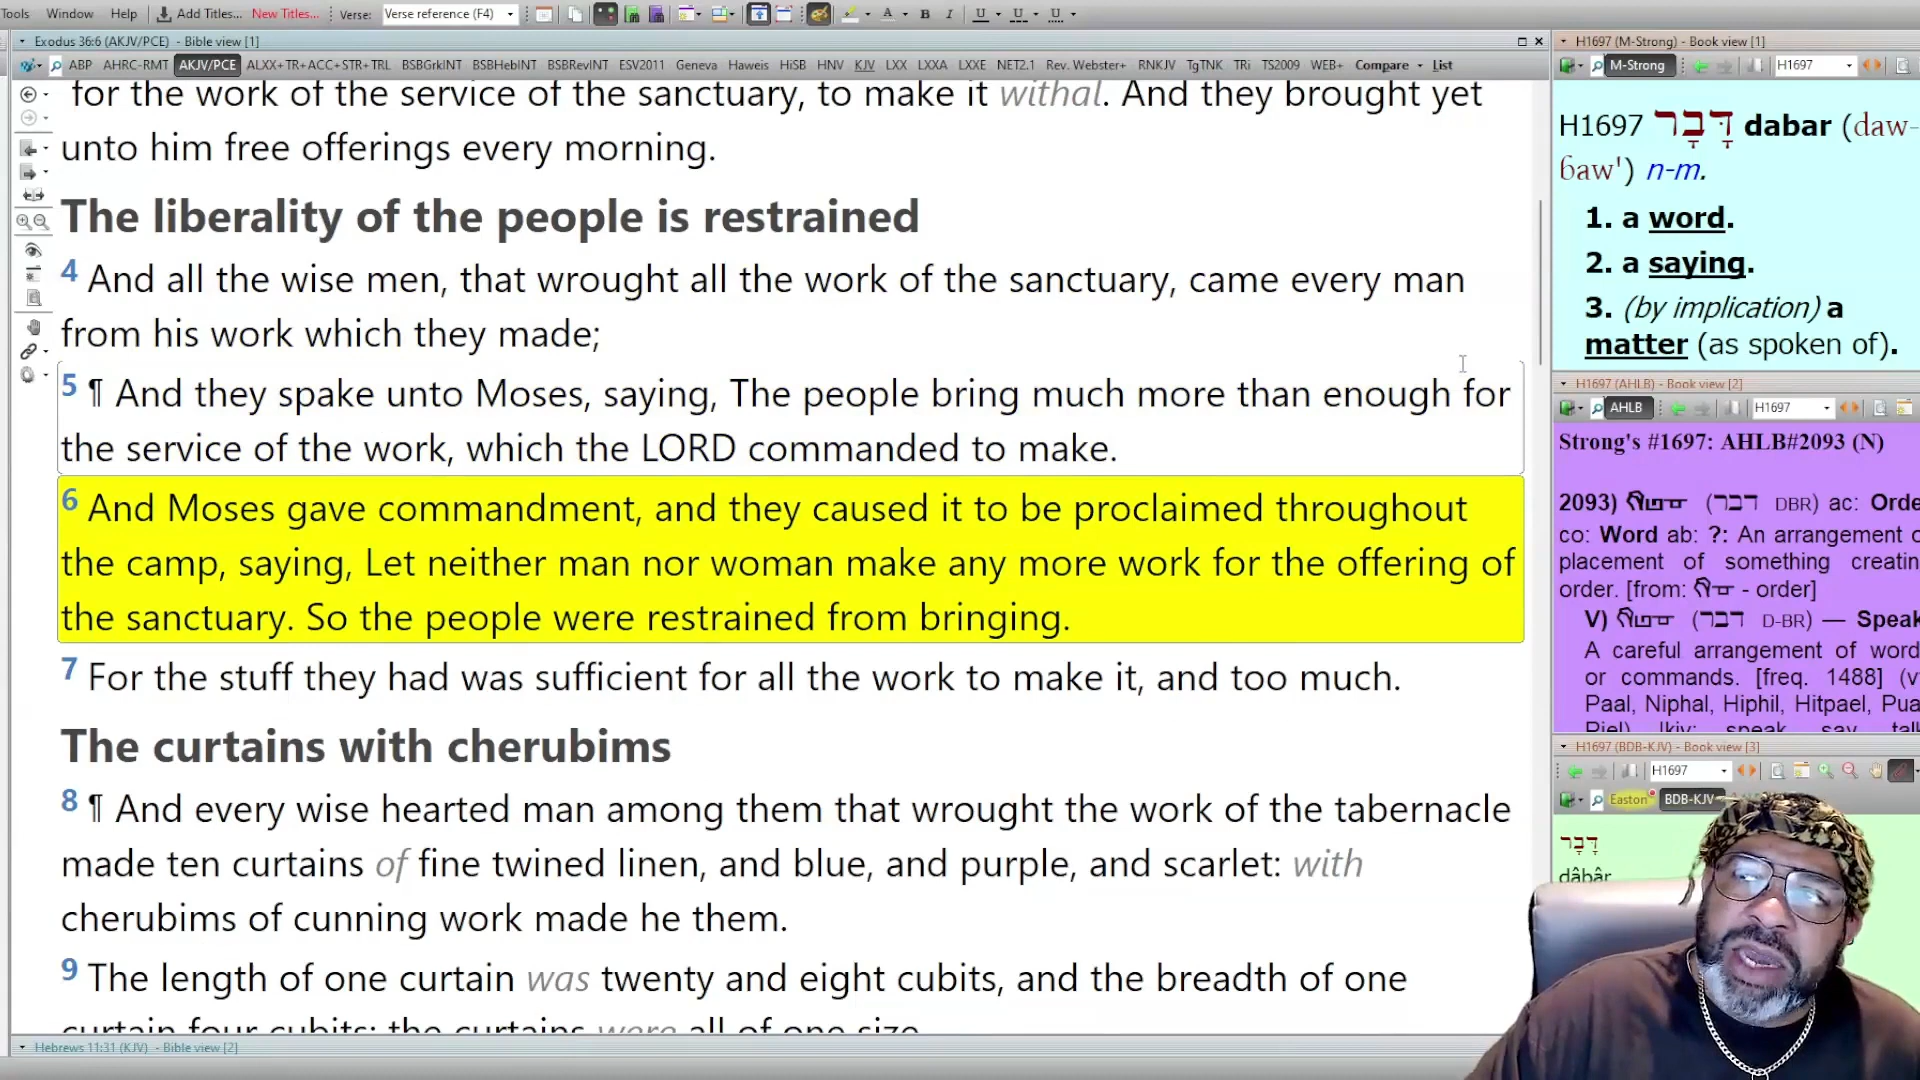 Tools Window Help Add Titles... New Titles... Verse: Verse reference (F4) A B I U U U
Exodus 36:6 (AKJV/PCE) - Bible view [1]
ABP AHRC-RMT AKJV/PCE ALXX+TR+ACC+STR+TRL BSBGrkINT BSBHebINT BSBRevINT ESV2011 Geneva Haweis HiSB HNV KJV LXX LXXA LXXE NET2.1 Rev. Webster+ RNKJV TgTNK TRi TS2009 WEB+ Compare List
for the work of the service of the sanctuary, to make it withal. And they brought yet
unto him free offerings every morning.
The liberality of the people is restrained
4 And all the wise men, that wrought all the work of the sanctuary, came every man
from his work which they made;
5 ¶ And they spake unto Moses, saying, The people bring much more than enough for
the service of the work, which the LORD commanded to make.
6 And Moses gave commandment, and they caused it to be proclaimed throughout
the camp, saying, Let neither man nor woman make any more work for the offering of
the sanctuary. So the people were restrained from bringing.
7 For the stuff they had was sufficient for all the work to make it, and too much.
The curtains with cherubims
8 ¶ And every wise hearted man among them that wrought the work of the tabernacle
made ten curtains of fine twined linen, and blue, and purple, and scarlet: with
cherubims of cunning work made he them.
9 The length of one curtain was twenty and eight cubits, and the breadth of one
curtain four cubits: the curtains were all of one size.
Hebrews 11:31 (KJV) - Bible view [2]
H1697 (M-Strong) - Book view [1]
M-Strong H1697
H1697 דָּבָר dabar (daw-
baw') n-m.
1. a word.
2. a saying.
3. (by implication) a
matter (as spoken of).
H1697 (AHLB) - Book view [2]
AHLB H1697
Strong's #1697: AHLB#2093 (N)
2093) (דבר DBR) ac: Orde
co: Word ab: ?: An arrangement o
placement of something creatin
order. [from: - order]
V) (דבר D-BR) — Speak
A careful arrangement of word
or commands. [freq. 1488] (v
Paal, Niphal, Hiphil, Hitpael, Pua
Piel) [kjv: speak, say, talk
H1697 (BDB-KJV) - Book view [3]
H1697
Easton BDB-KJV
דָּבָר
dâbâr